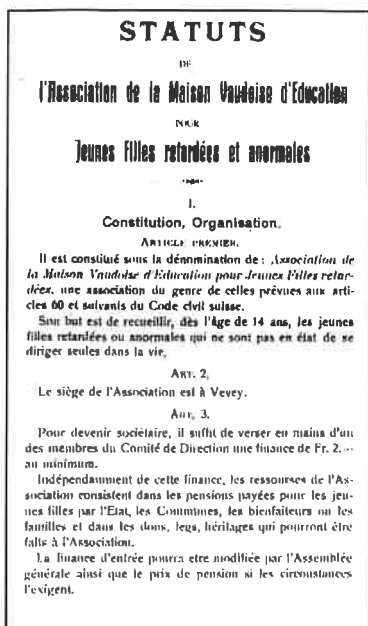 STATUTS
DE
l'Association de la Maison Vaudoise d'Education
POUR
Jeunes Filles retardées et anormales
I.
Constitution, Organisation.
ARTICLE PREMIER.
Il est constitué sous la dénomination de : Association de
la Maison Vaudoise d'Education pour Jeunes Filles retar-
dées, une association du genre de celles prévues aux arti-
cles 60 et suivants du Code civil suisse.
Son but est de recueillir, dès l'âge de 14 ans, les jeunes
filles retardées ou anormales qui ne sont pas en état de se
diriger seules dans la vie.
ART. 2.
Le siège de l'Association est à Vevey.
ART. 3.
Pour devenir sociétaire, il suffit de verser en mains d'un
des membres du Comité de Direction une finance de Fr. 2.–
au minimum.
Indépendamment de cette finance, les ressources de l'As-
sociation consistent dans les pensions payées pour les jeu-
nes filles par l'Etat, les Communes, les bienfaiteurs ou les
familles et dans les dons, legs, héritages qui pourront être
faits à l'Association.
La finance d'entrée pourra etre modifiée par l'Assemblée
générale ainsi que le prix de pension si les circonstances
l'exigent.